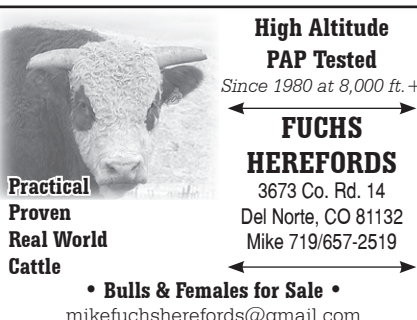 High Altitude
PAP Tested
Since 1980 at 8,000 ft.+
FUCHS
HEREFORDS
3673 Co. Rd. 14
Del Norte, CO 81132
Mike 719/657-2519
Practical
Proven
Real World
Cattle
• Bulls & Females for Sale •
mikefuchsherefords@gmail.com